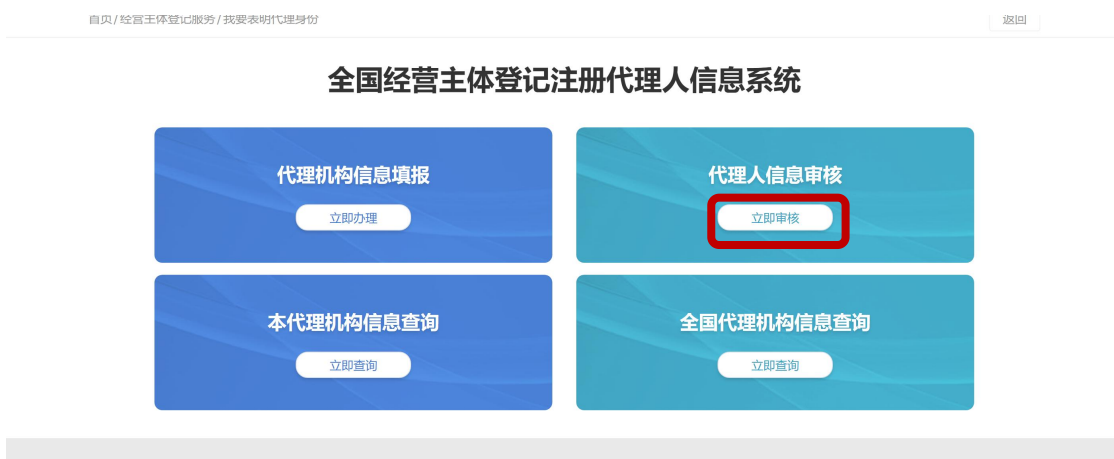 首页/经营主体登记服务/我要表明代理身份
返回
全国经营主体登记注册代理人信息系统
代理机构信息填报
立即办理
代理人信息审核
立即审核
本代理机构信息查询
立即查询
全国代理机构信息查询
立即查询